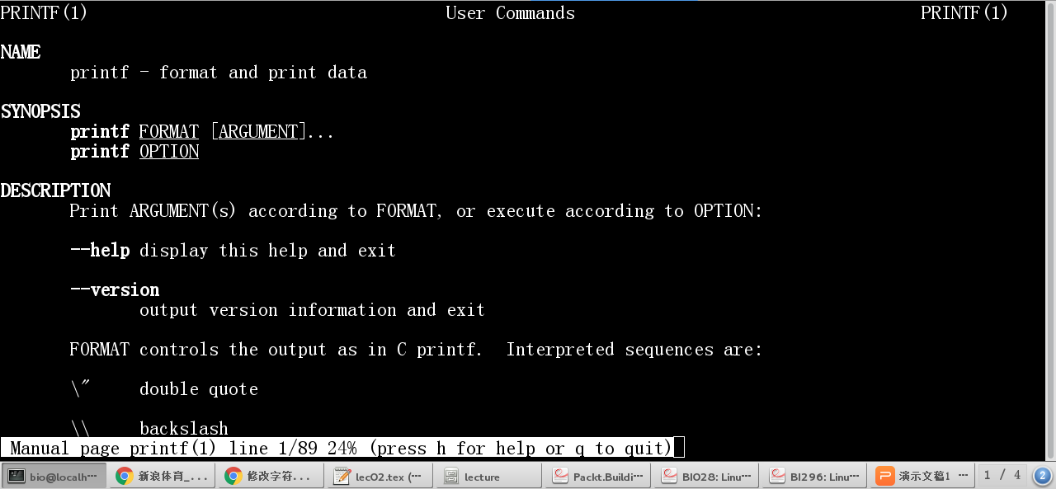 PRINTF(1) User Commands PRINTF(1)
NAME
printf - format and print data
SYNOPSIS
printf FORMAT [ARGUMENT]...
printf OPTION
DESCRIPTION
Print ARGUMENT(s) according to FORMAT, or execute according to OPTION:
--help display this help and exit
--version
output version information and exit
FORMAT controls the output as in C printf. Interpreted sequences are:
\" double quote
\\ backslash
Manual page printf(1) line 1/89 24% (press h for help or q to quit)
bio@localh··· 新浪体育_... 修改字符... lec02.tex (··· lecture Packt.Buildi··· BIO28: Linu··· BI296: Linu··· 演示文稿1 ··· 1 / 4 2